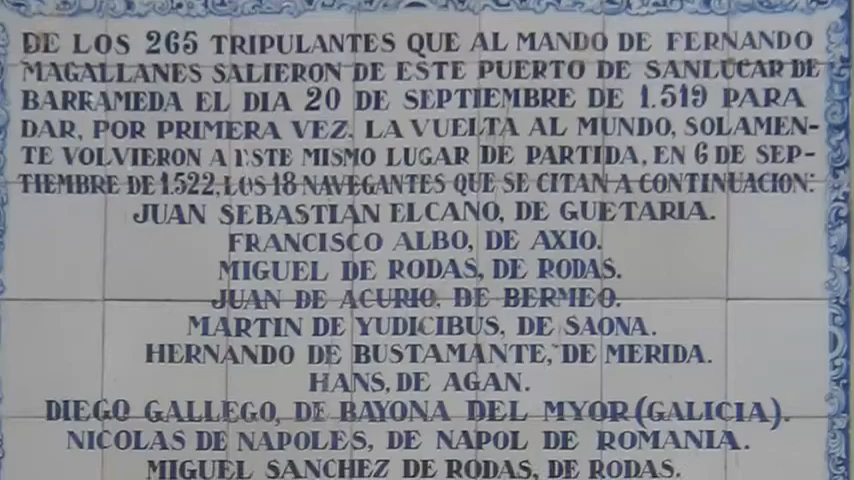 DE LOS 265 TRIPULANTES QUE AL MANDO DE FERNANDO
MAGALLANES SALIERON DE ESTE PUERTO DE SANLUCAR DE
BARRAMEDA EL DIA 20 DE SEPTIEMBRE DE 1.519 PARA
DAR, POR PRIMERA VEZ. LA VUELTA AL MUNDO, SOLAMEN-
TE VOLVIERON A ESTE MISMO LUGAR DE PARTIDA, EN 6 DE SEP-
TIEMBRE DE 1.522, LOS 18 NAVEGANTES QUE SE CITAN A CONTINUACION:
JUAN SEBASTIAN ELCANO, DE GUETARIA.
FRANCISCO ALBO, DE AXIO.
MIGUEL DE RODAS, DE RODAS.
JUAN DE ACURIO, DE BERMEO.
MARTIN DE YUDICIBUS, DE SAONA.
HERNANDO DE BUSTAMANTE, DE MERIDA.
HANS, DE AGAN.
DIEGO GALLEGO, DE BAYONA DEL MYOR (GALICIA).
NICOLAS DE NAPOLES, DE NAPOL DE ROMANIA.
MIGUEL SANCHEZ DE RODAS, DE RODAS.